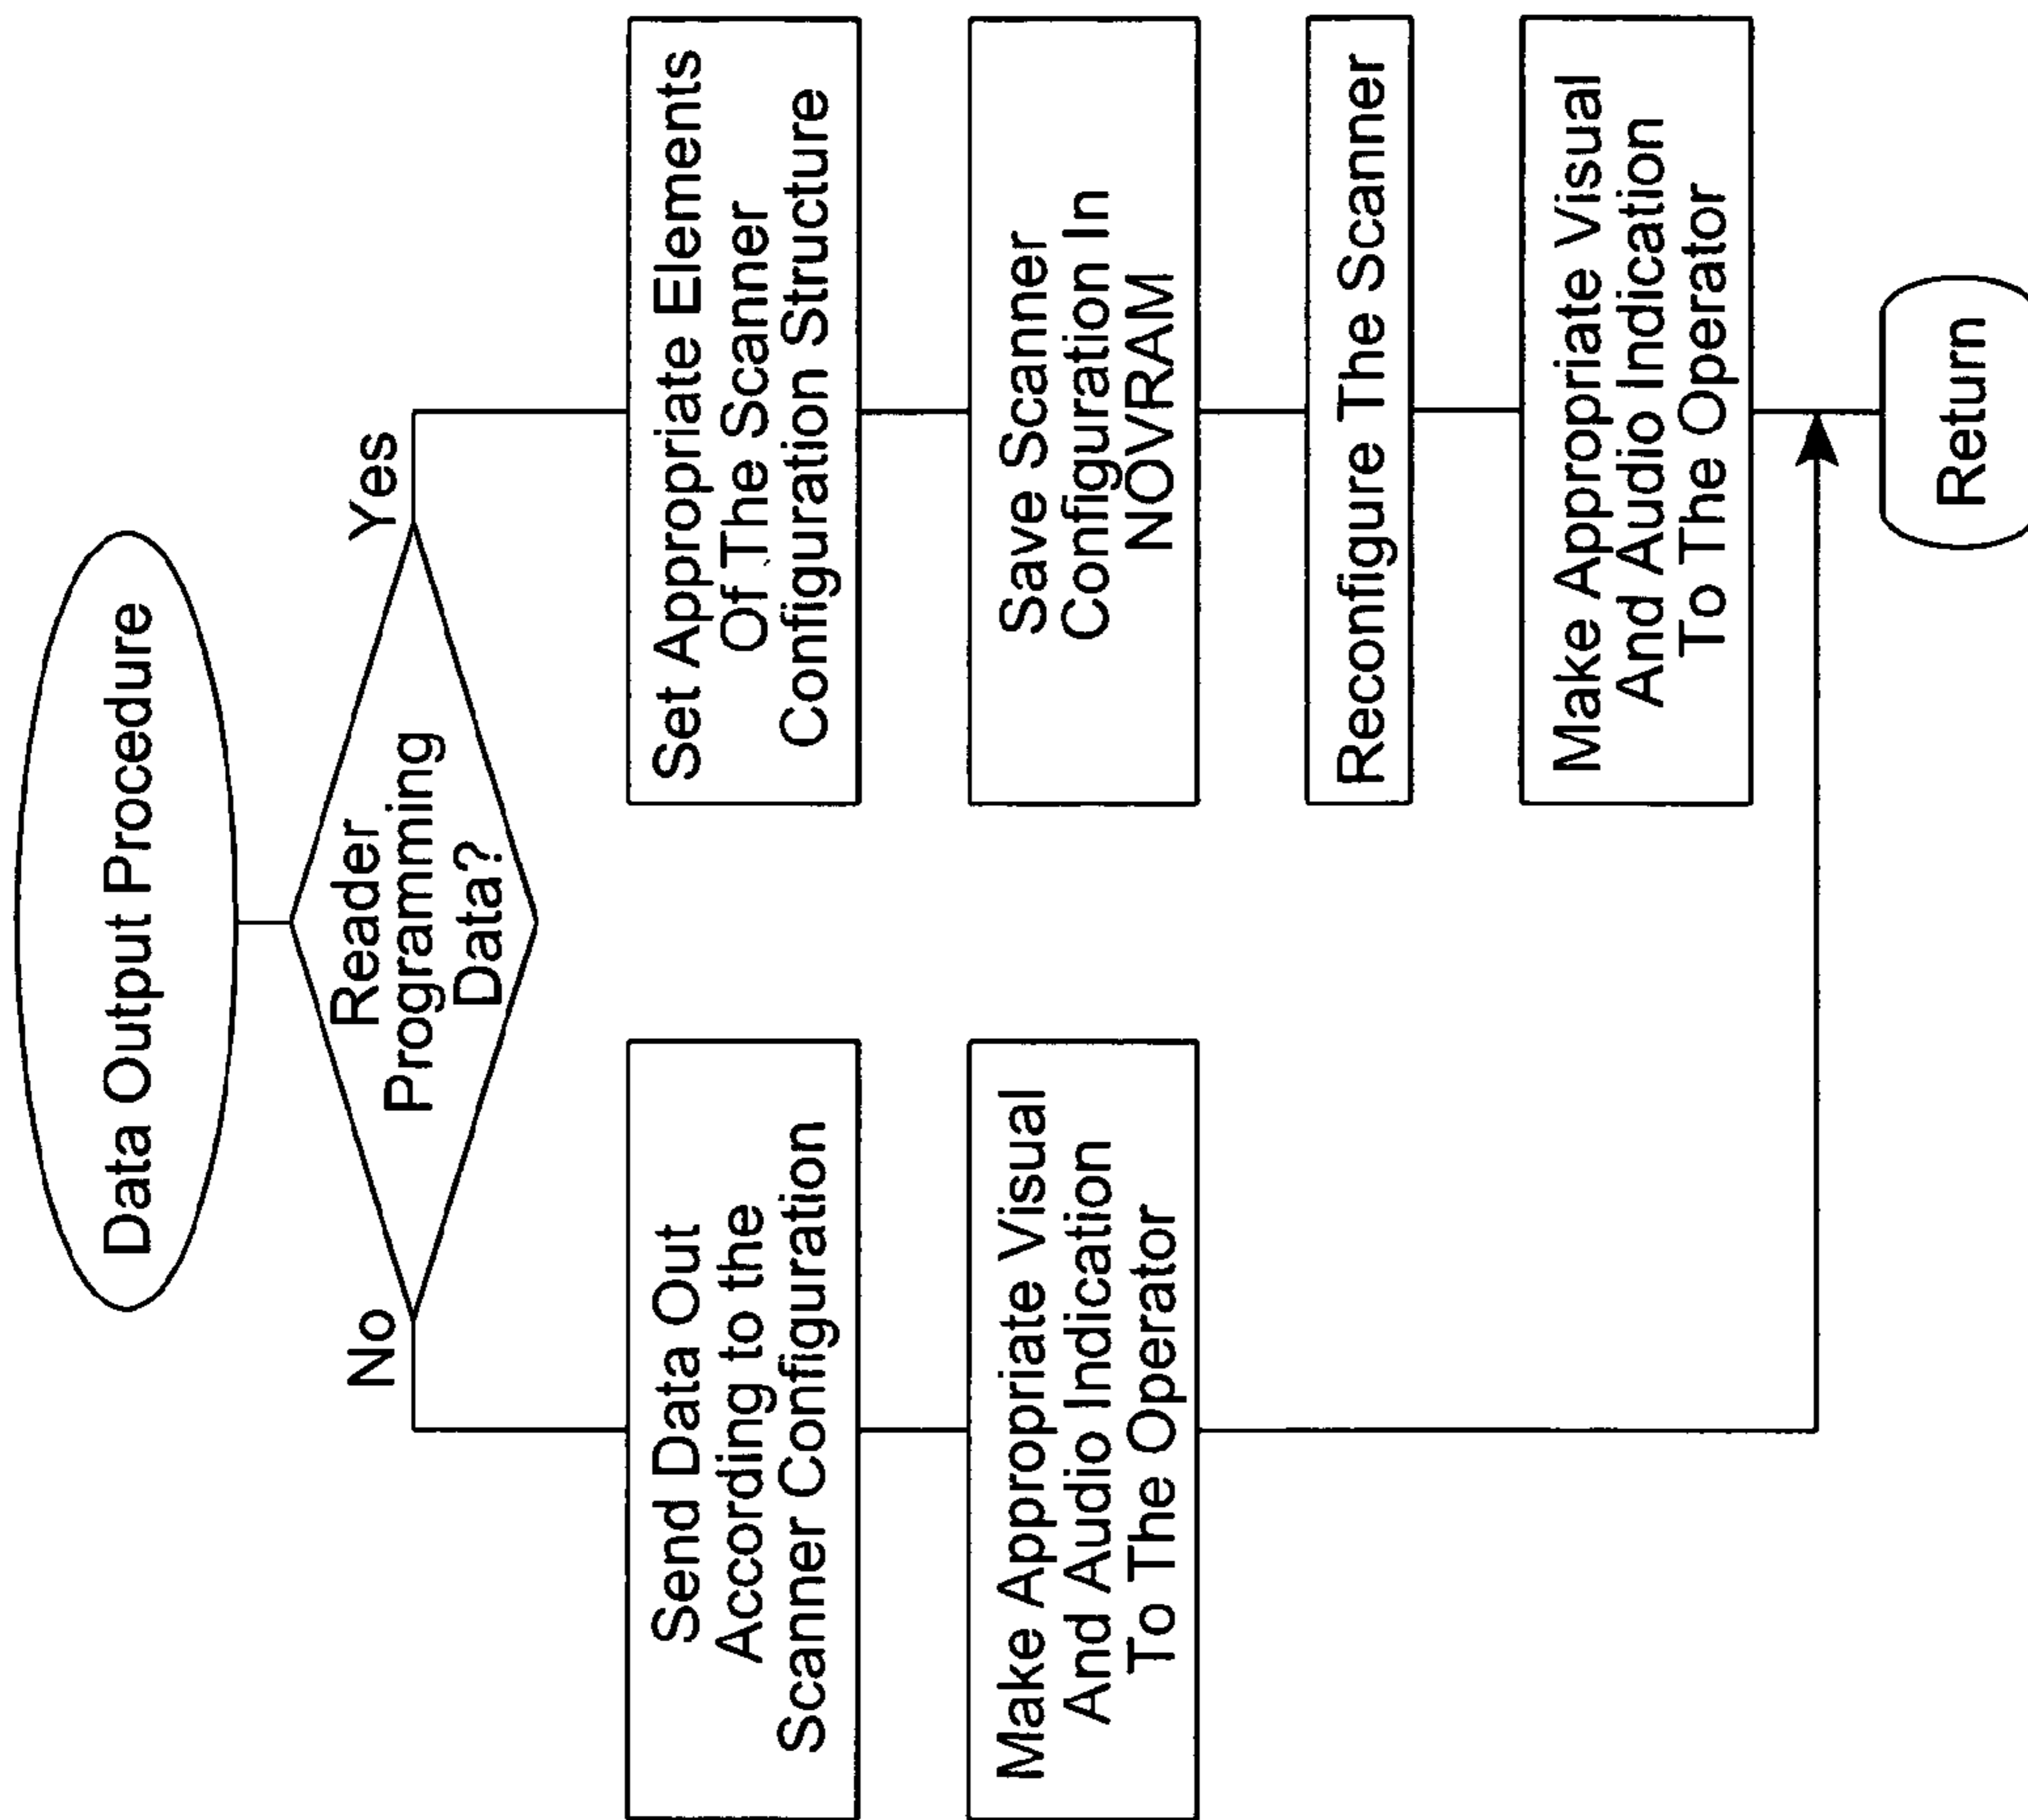 Data Output Procedure
Reader
Programming
Data?
No
Yes
Send Data Out
According to the
Scanner Configuration
Make Appropriate Visual
And Audio Indication
To The Operator
Set Appropriate Elements
Of The Scanner
Configuration Structure
Save Scanner
Configuration In
NOVRAM
Reconfigure The Scanner
Make Appropriate Visual
And Audio Indication
To The Operator
Return